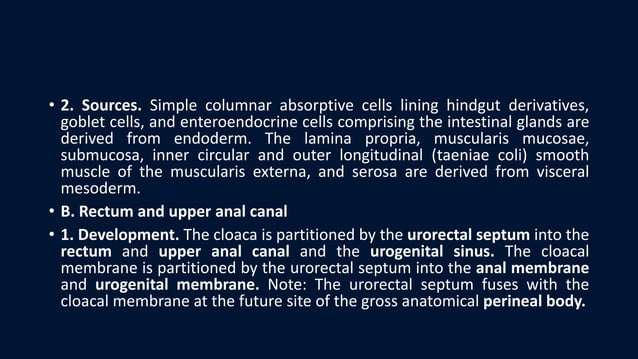 • 2. Sources. Simple columnar absorptive cells lining hindgut derivatives,
goblet cells, and enteroendocrine cells comprising the intestinal glands are
derived from endoderm. The lamina propria, muscularis mucosae,
submucosa, inner circular and outer longitudinal (taeniae coli) smooth
muscle of the muscularis externa, and serosa are derived from visceral
mesoderm.
• B. Rectum and upper anal canal
• 1. Development. The cloaca is partitioned by the urorectal septum into the
rectum and upper anal canal and the urogenital sinus. The cloacal
membrane is partitioned by the urorectal septum into the anal membrane
and urogenital membrane. Note: The urorectal septum fuses with the
cloacal membrane at the future site of the gross anatomical perineal body.